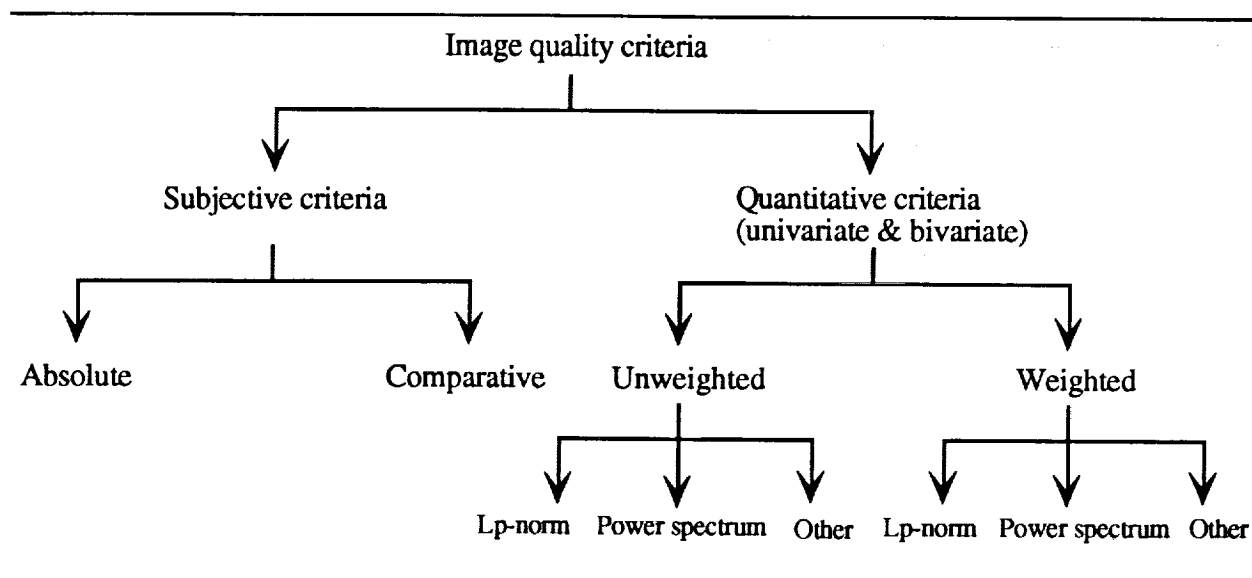 Image quality criteria
Subjective criteria
Quantitative criteria
(univariate & bivariate)
Absolute
Comparative
Unweighted
Weighted
Lp-norm
Power spectrum
Other
Lp-norm
Power spectrum
Other